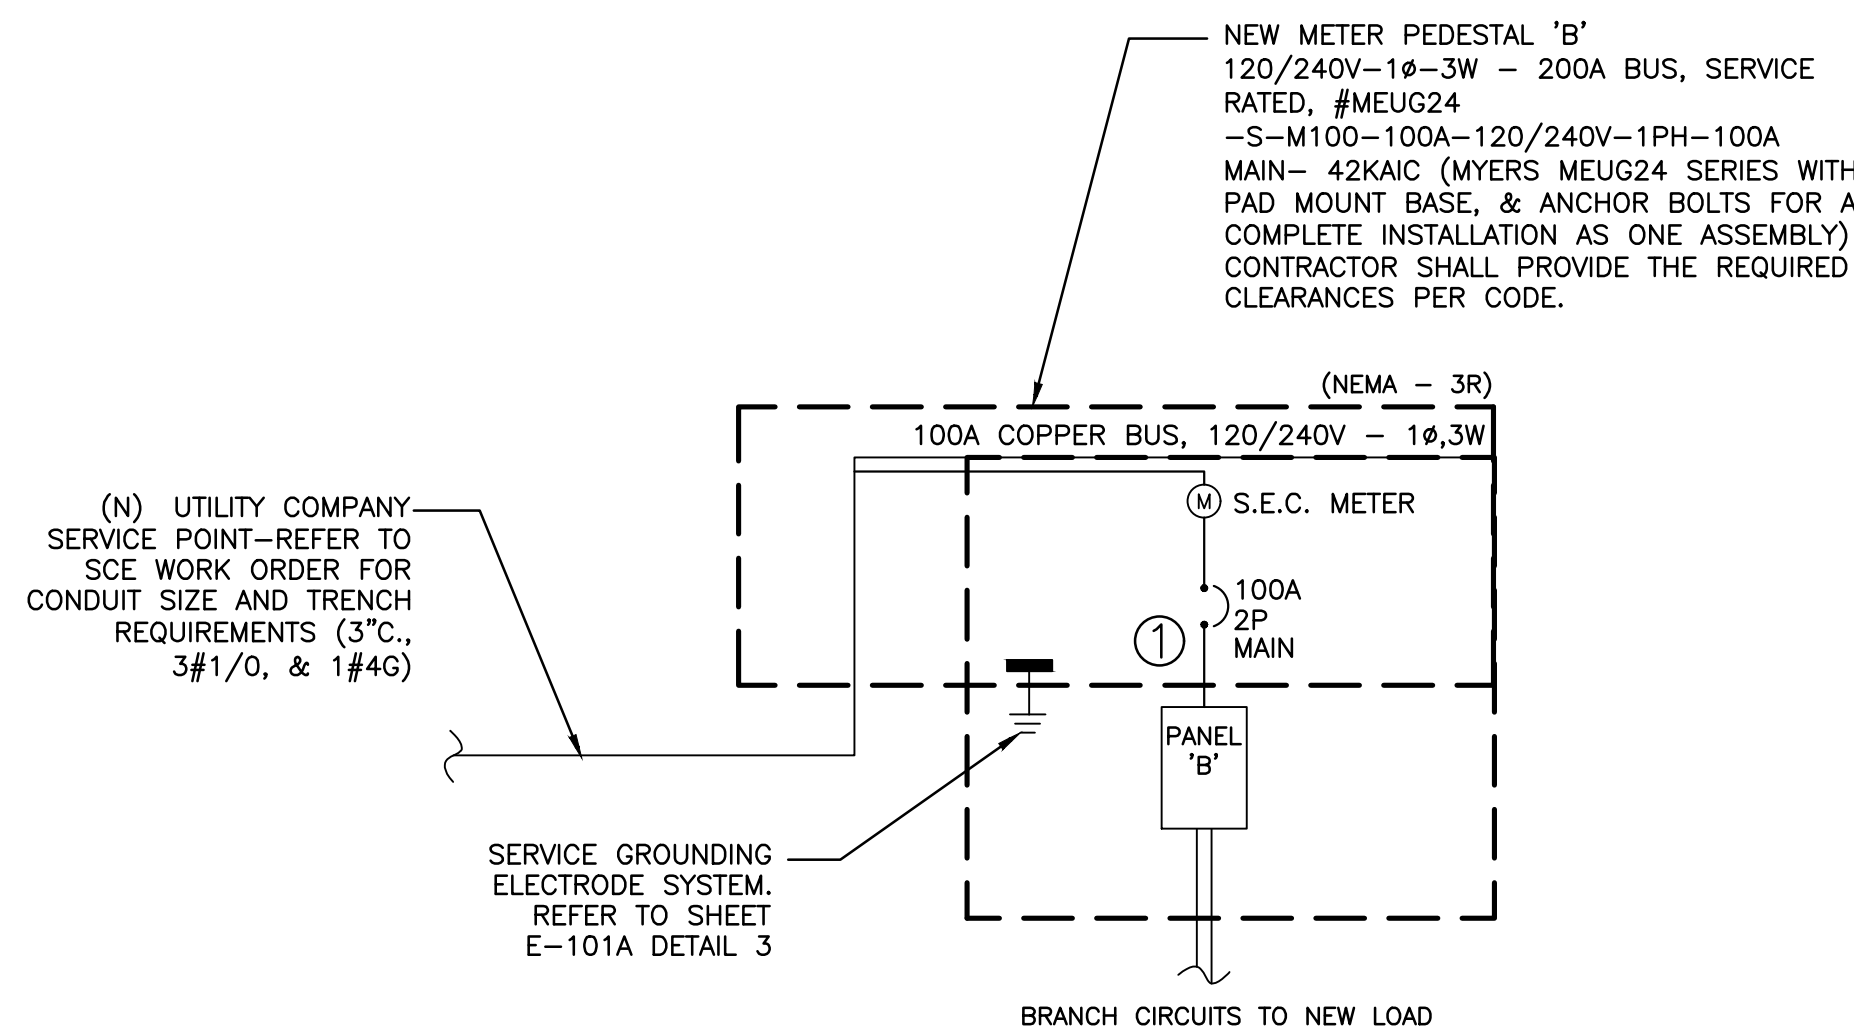 NEW METER PEDESTAL 'B'
120/240V-1ø-3W - 200A BUS, SERVICE
RATED, #MEUG24
-S-M100-100A-120/240V-1PH-100A
MAIN- 42KAIC (MYERS MEUG24 SERIES WITH
PAD MOUNT BASE, & ANCHOR BOLTS FOR A
COMPLETE INSTALLATION AS ONE ASSEMBLY)
CONTRACTOR SHALL PROVIDE THE REQUIRED
CLEARANCES PER CODE.
(NEMA - 3R)
100A COPPER BUS, 120/240V - 1ø,3W
(N) UTILITY COMPANY
SERVICE POINT-REFER TO
SCE WORK ORDER FOR
CONDUIT SIZE AND TRENCH
REQUIREMENTS (3"C.,
3#1/0, & 1#4G)
M
S.E.C. METER
100A
2P
MAIN
1
PANEL
'B'
SERVICE GROUNDING
ELECTRODE SYSTEM.
REFER TO SHEET
E-101A DETAIL 3
BRANCH CIRCUITS TO NEW LOAD